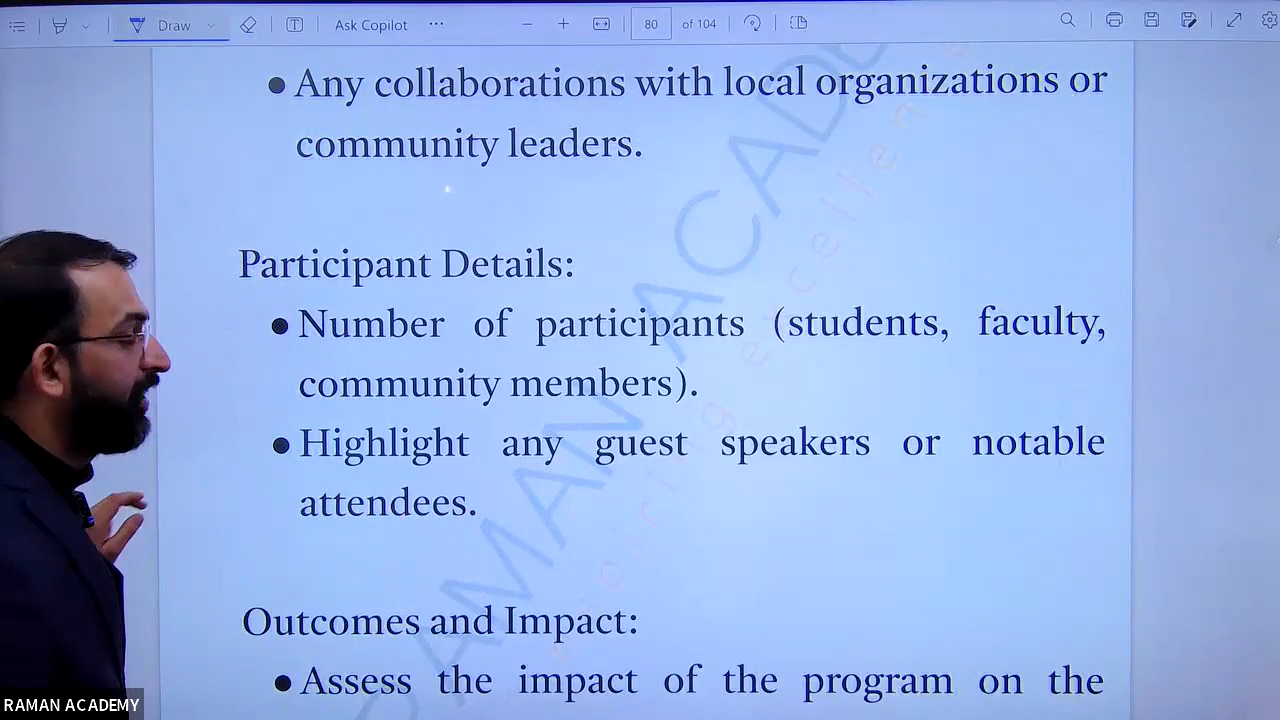 Draw
Ask Copilot
80 of 104
• Any collaborations with local organizations or
community leaders.
Participant Details:
• Number of participants (students, faculty,
community members).
• Highlight any guest speakers or notable
attendees.
Outcomes and Impact:
• Assess the impact of the program on the
RAMAN ACADEMY